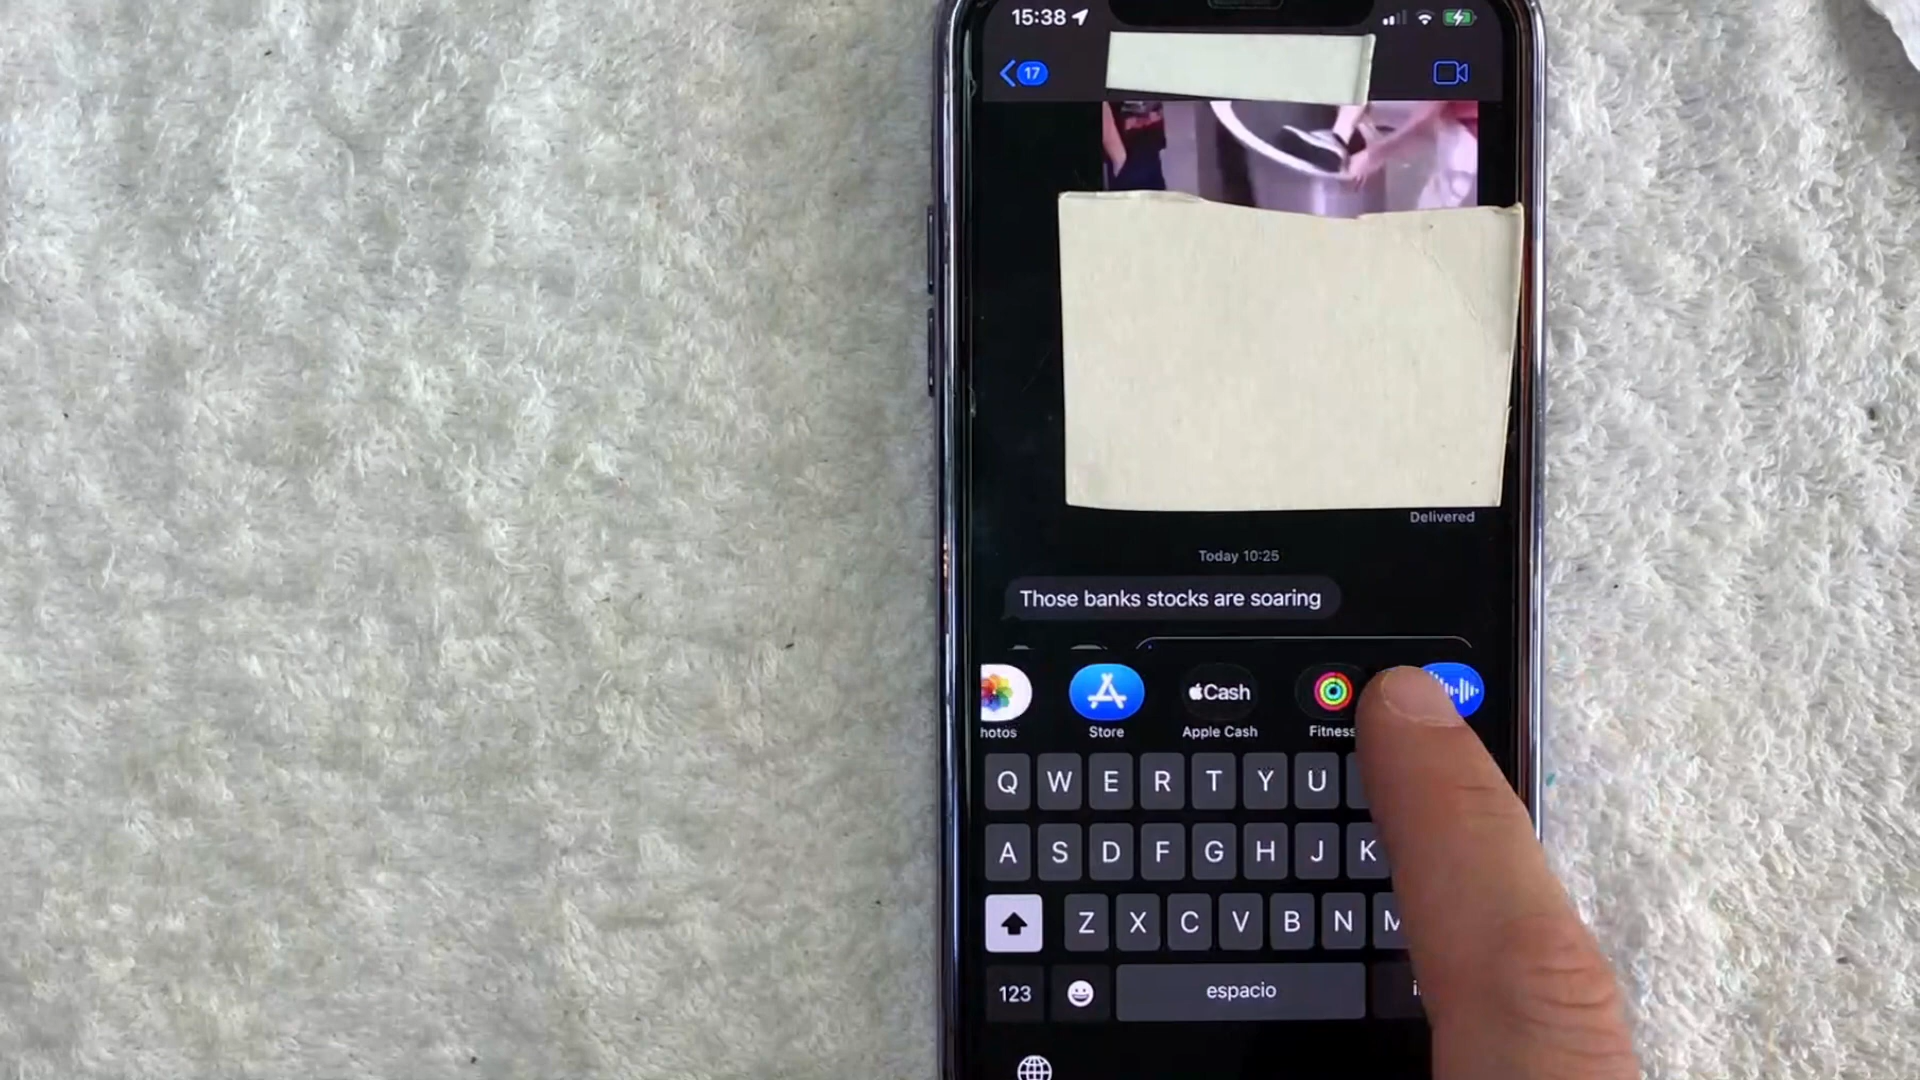 15:38
17
Delivered
Today 10:25
Those banks stocks are soaring
Cash
hotos Store Apple Cash Fitness
Q W E R T Y U
A S D F G H J K
Z X C V B N M
123 espacio